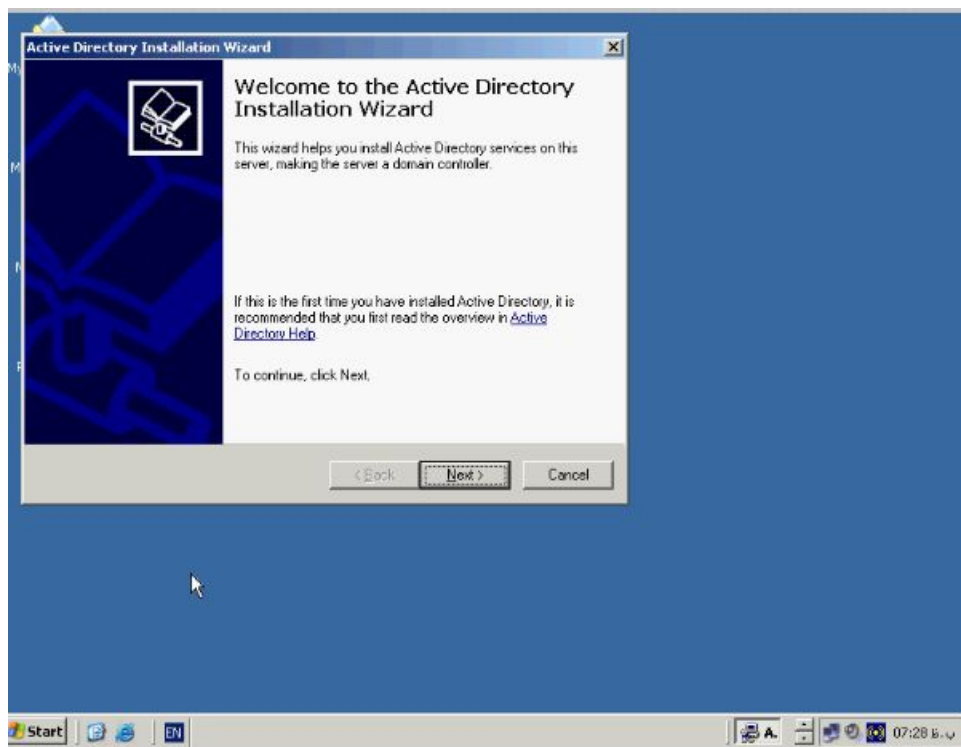 Active Directory Installation Wizard
Welcome to the Active Directory
Installation Wizard
This wizard helps you install Active Directory services on this
server, making the server a domain controller.
If this is the first time you have installed Active Directory, it is
recommended that you first read the overview in Active
Directory Help.
To continue, click Next.
< Back
Next >
Cancel
Start
EN
A.
07:28 ب.ظ